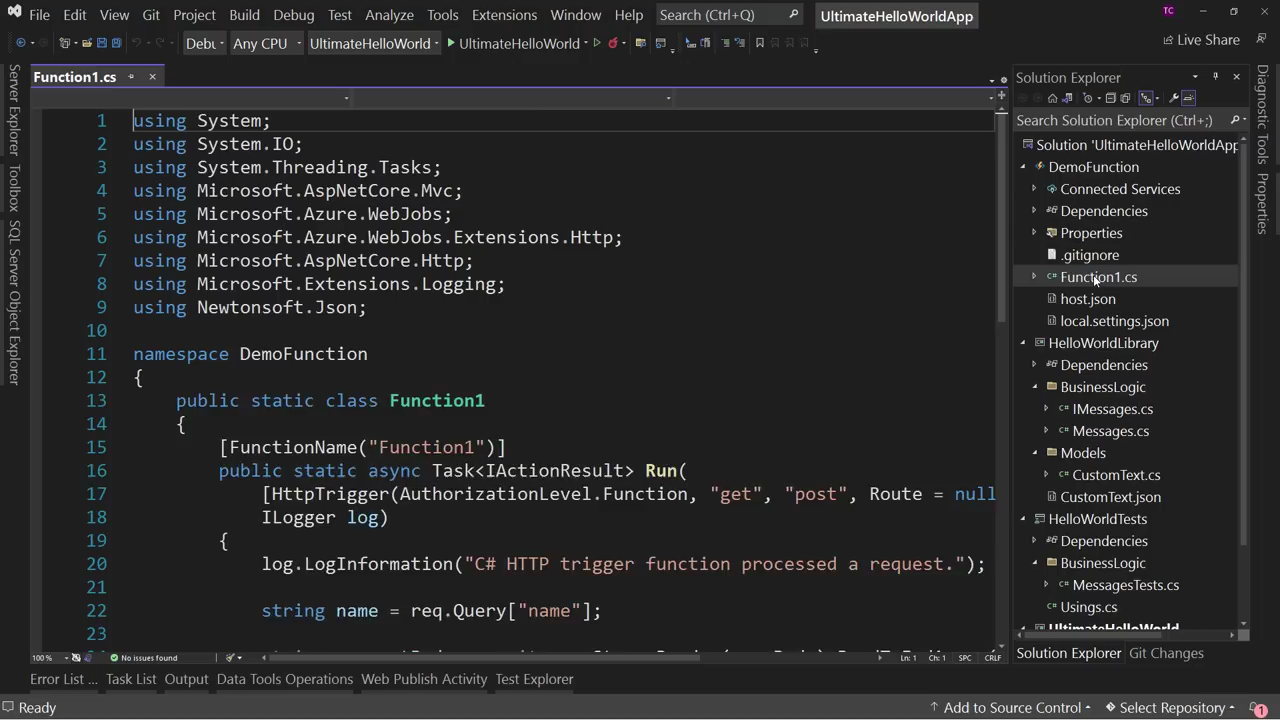 File Edit View Git Project Build Debug Test Analyze Tools Extensions Window Help Search (Ctrl+Q) UltimateHelloWorldApp TC
Debu Any CPU UltimateHelloWorld UltimateHelloWorld Live Share
Function1.cs
Server Explorer
Toolbox
SQL Server Object Explorer
1 using System;
2 using System.IO;
3 using System.Threading.Tasks;
4 using Microsoft.AspNetCore.Mvc;
5 using Microsoft.Azure.WebJobs;
6 using Microsoft.Azure.WebJobs.Extensions.Http;
7 using Microsoft.AspNetCore.Http;
8 using Microsoft.Extensions.Logging;
9 using Newtonsoft.Json;
10
11 namespace DemoFunction
12 {
13 public static class Function1
14 {
15 [FunctionName("Function1")]
16 public static async Task<IActionResult> Run(
17 [HttpTrigger(AuthorizationLevel.Function, "get", "post", Route = null
18 ILogger log)
19 {
20 log.LogInformation("C# HTTP trigger function processed a request.");
21
22 string name = req.Query["name"];
23
100 % No issues found Ln: 1 Ch: 1 SPC CRLF
Solution Explorer
Search Solution Explorer (Ctrl+;)
Solution 'UltimateHelloWorldApp
DemoFunction
Connected Services
Dependencies
Properties
.gitignore
C# Function1.cs
host.json
local.settings.json
HelloWorldLibrary
Dependencies
BusinessLogic
C# IMessages.cs
C# Messages.cs
Models
C# CustomText.cs
CustomText.json
HelloWorldTests
Dependencies
BusinessLogic
C# MessagesTests.cs
C# Usings.cs
UltimateHelloWorld
Solution Explorer Git Changes
Diagnostic Tools
Properties
Error List ... Task List Output Data Tools Operations Web Publish Activity Test Explorer
Ready Add to Source Control Select Repository 1